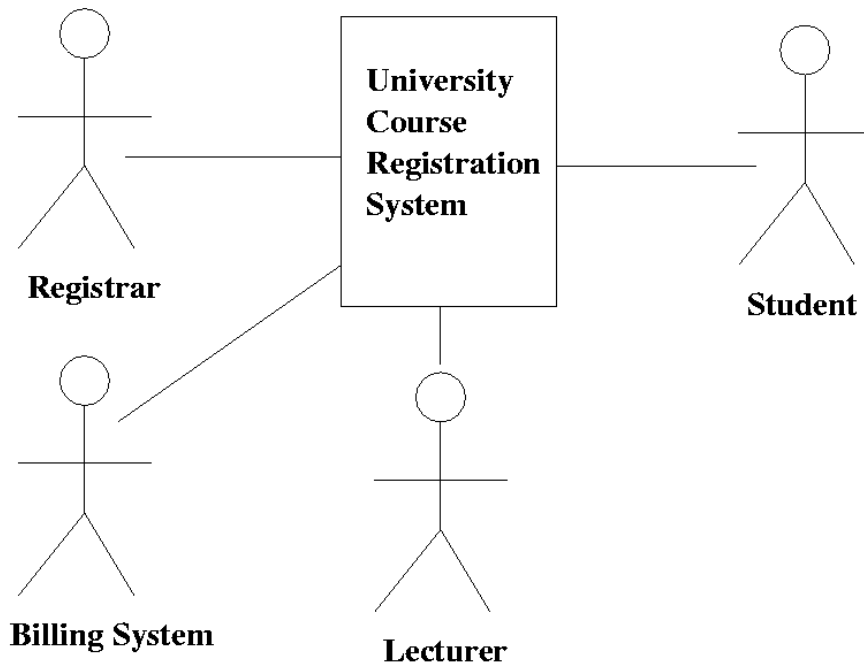 University
Course
Registration
System
Registrar
Student
Billing System
Lecturer